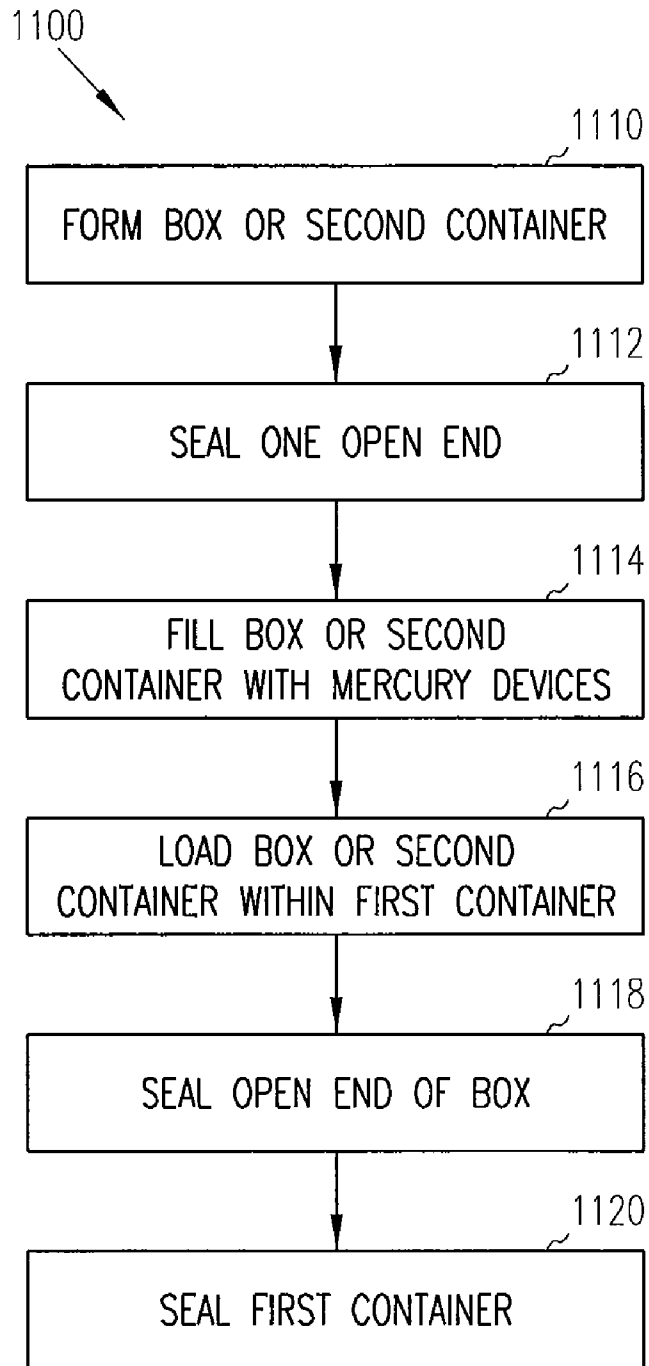 1100
1110
FORM BOX OR SECOND CONTAINER
1112
SEAL ONE OPEN END
1114
FILL BOX OR SECOND
CONTAINER WITH MERCURY DEVICES
1116
LOAD BOX OR SECOND
CONTAINER WITHIN FIRST CONTAINER
1118
SEAL OPEN END OF BOX
1120
SEAL FIRST CONTAINER